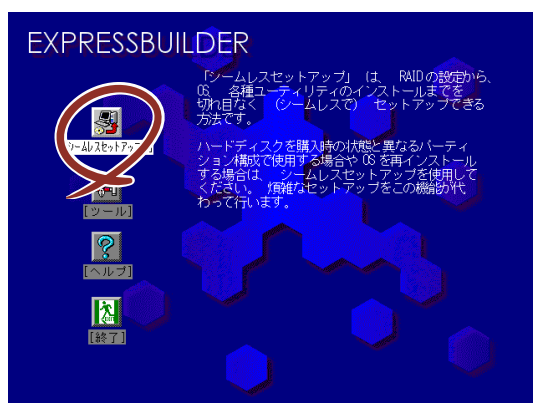 EXPRESSBUILDER
「シームレスセットアップ」 は、 RAIDの設定から、
OS、 各種ユーティリティのインストールまでを
切れ目なく （シームレスで） セットアップできる
方法です。
ハードディスクを購入時の状態と異なるパーティ
ション構成で使用する場合や OS を再インストール
する場合は、 シームレスセットアップを使用して
ください。 煩雑なセットアップをこの機能が代
わって行います。
シームレスセットアップ
[ツール]
[ヘルプ]
EXIT
[終了]